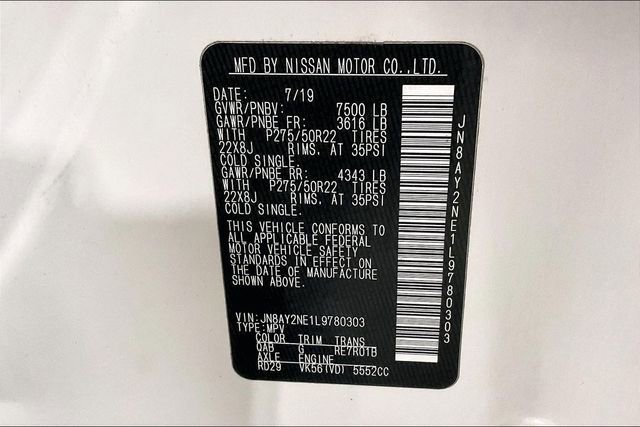 MFD BY NISSAN MOTOR CO.,LTD.
DATE: 7/19
GVWR/PNBV: 7500 LB
GAWR/PNBE FR: 3616 LB
WITH P275/50R22 TIRES
22X8J RIMS, AT 35PSI
COLD SINGLE.
GAWR/PNBE RR: 4343 LB
WITH P275/50R22 TIRES
22X8J RIMS, AT 35PSI
COLD SINGLE.
THIS VEHICLE CONFORMS TO
ALL APPLICABLE FEDERAL
MOTOR VEHICLE SAFETY
STANDARDS IN EFFECT ON
THE DATE OF MANUFACTURE
SHOWN ABOVE.
VIN:JN8AY2NE1L9780303
TYPE:MPV
COLOR TRIM TRANS
QAB G RE7R01B
AXLE ENGINE
RD29 VK56(VD) 5552CC
JN8AY2NE1L9780303